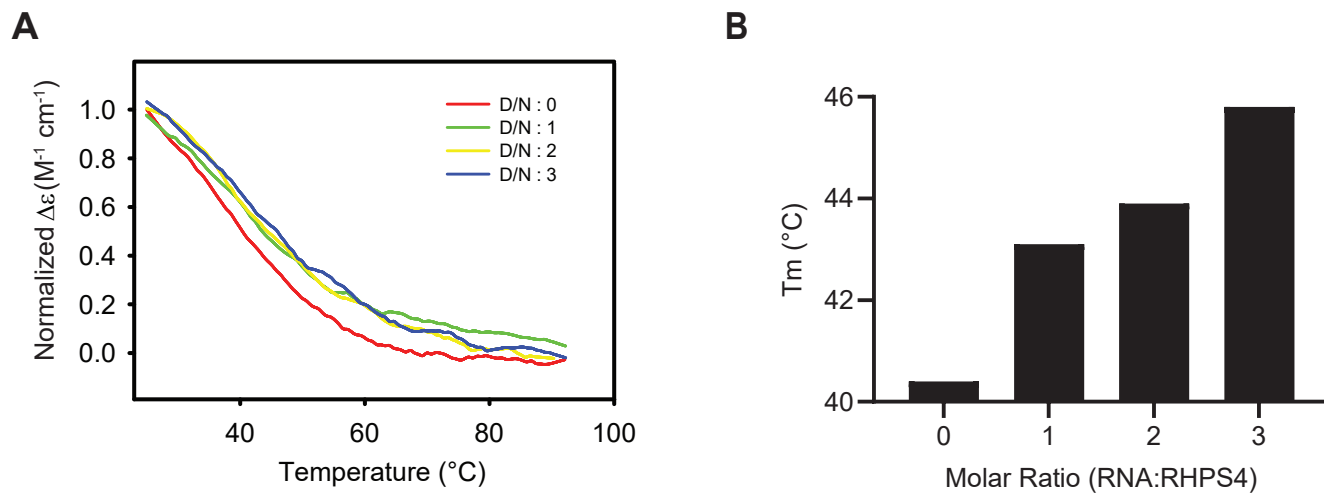 A
Normalized Δε(M⁻¹ cm⁻¹)
1.0
0.8
0.6
0.4
0.2
0.0
D/N : 0
D/N : 1
D/N : 2
D/N : 3
40 60 80 100
Temperature (°C)
B
Tm (°C)
46
44
42
40
0 1 2 3
Molar Ratio (RNA:RHPS4)